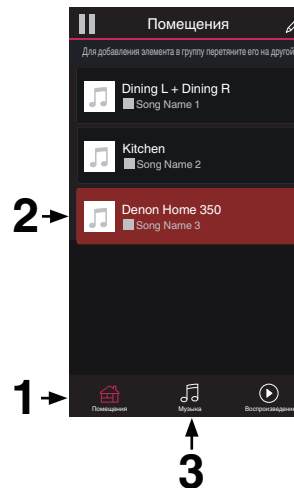 Помещения
Для добавления элемента в группу перетяните его на другой
Dining L + Dining R
Song Name 1
Kitchen
Song Name 2
2
Denon Home 350
Song Name 3
1
Помещения
Музыка
Воспроизведение
3